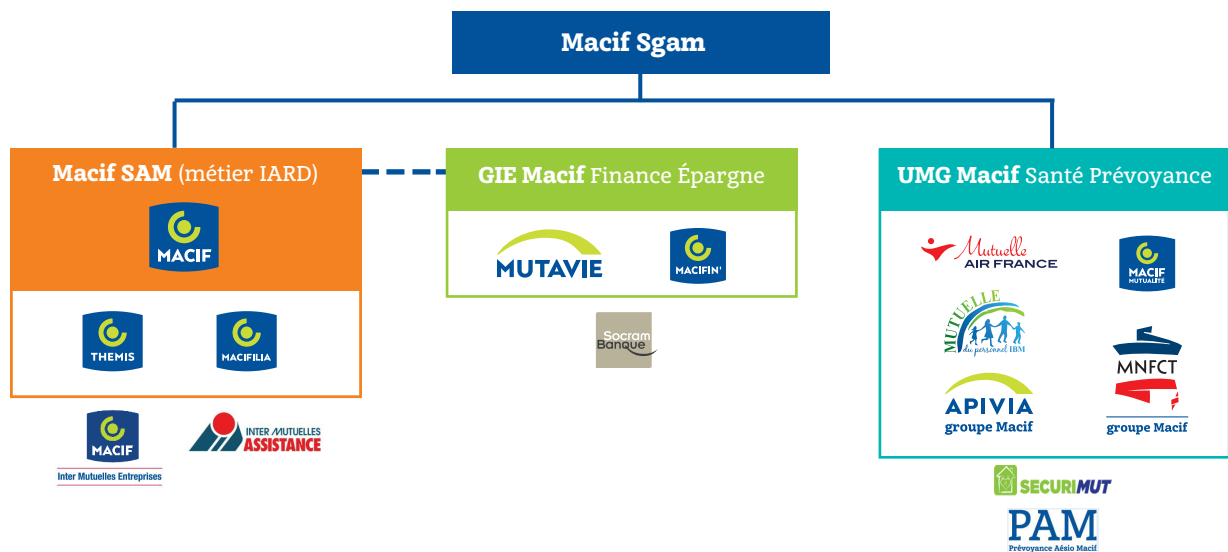 Macif Sgam
Macif SAM (métier IARD)
MACIF
THEMIS
MACIFILIA
MACIF
Inter Mutuelles Entreprises
INTER MUTUELLES
ASSISTANCE
GIE Macif Finance Épargne
MUTAVIE
MACIFIN'
Socram
Banque
UMG Macif Santé Prévoyance
Mutuelle
AIR FRANCE
MACIF
MUTUALITÉ
MUTUELLE
du personnel IBM
MNFCT
groupe Macif
APIVIA
groupe Macif
SECURIMUT
PAM
Prévoyance Aésio Macif